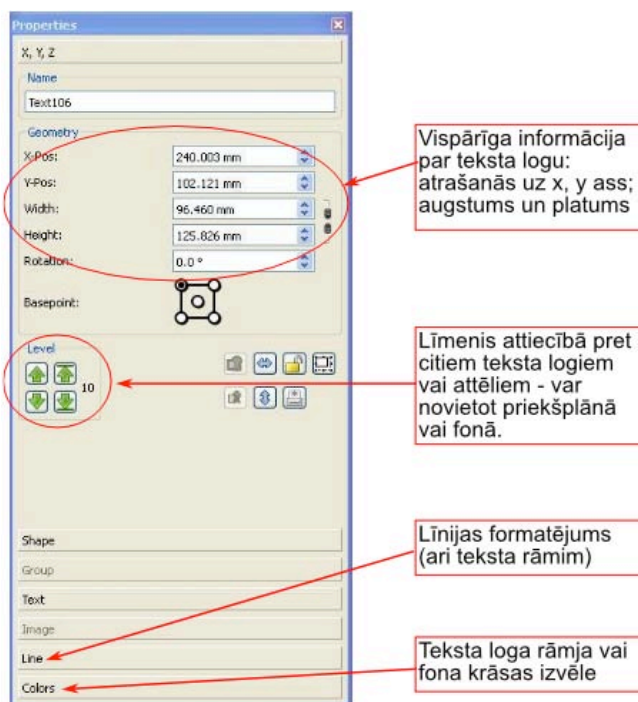 Properties
X, Y, Z
Name
Text106
Geometry
X-Pos: 240.003 mm
Y-Pos: 102.121 mm
Width: 96.460 mm
Height: 125.826 mm
Rotation: 0.0 °
Basepoint:
Level
10
Shape
Group
Text
Image
Line
Colors
Vispārīga informācija
par teksta logu:
atrašanās uz x, y ass;
augstums un platums
Līmenis attiecībā pret
citiem teksta logiem
vai attēliem - var
novietot priekšplānā
vai fonā.
Līnijas formatējums
(ari teksta rāmim)
Teksta loga rāmja vai
fona krāsas izvēle